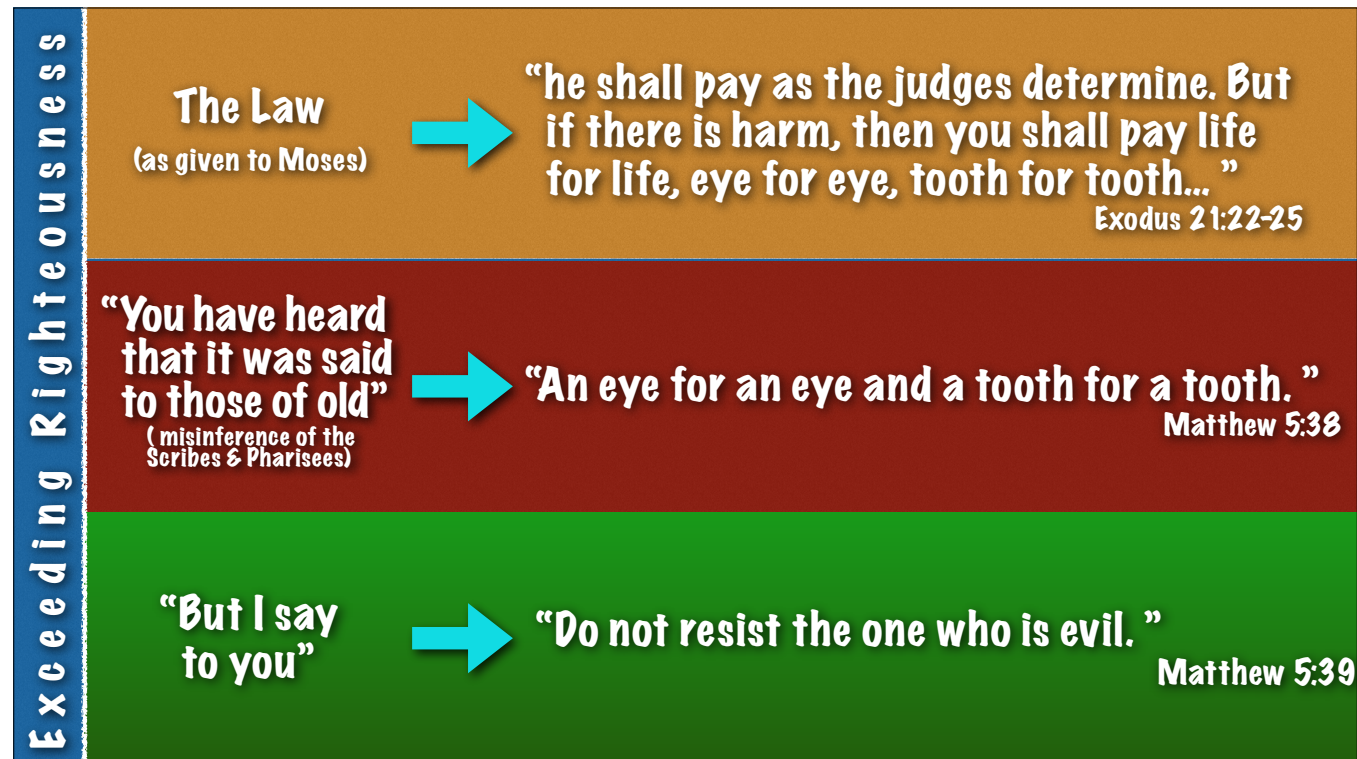 Exceeding Righteousness
The Law
(as given to Moses)
“he shall pay as the judges determine. But
if there is harm, then you shall pay life
for life, eye for eye, tooth for tooth... ”
Exodus 21:22-25
“You have heard
that it was said
to those of old”
( misinference of the
Scribes & Pharisees)
“An eye for an eye and a tooth for a tooth. ”
Matthew 5:38
“But I say
to you”
“Do not resist the one who is evil. ”
Matthew 5:39